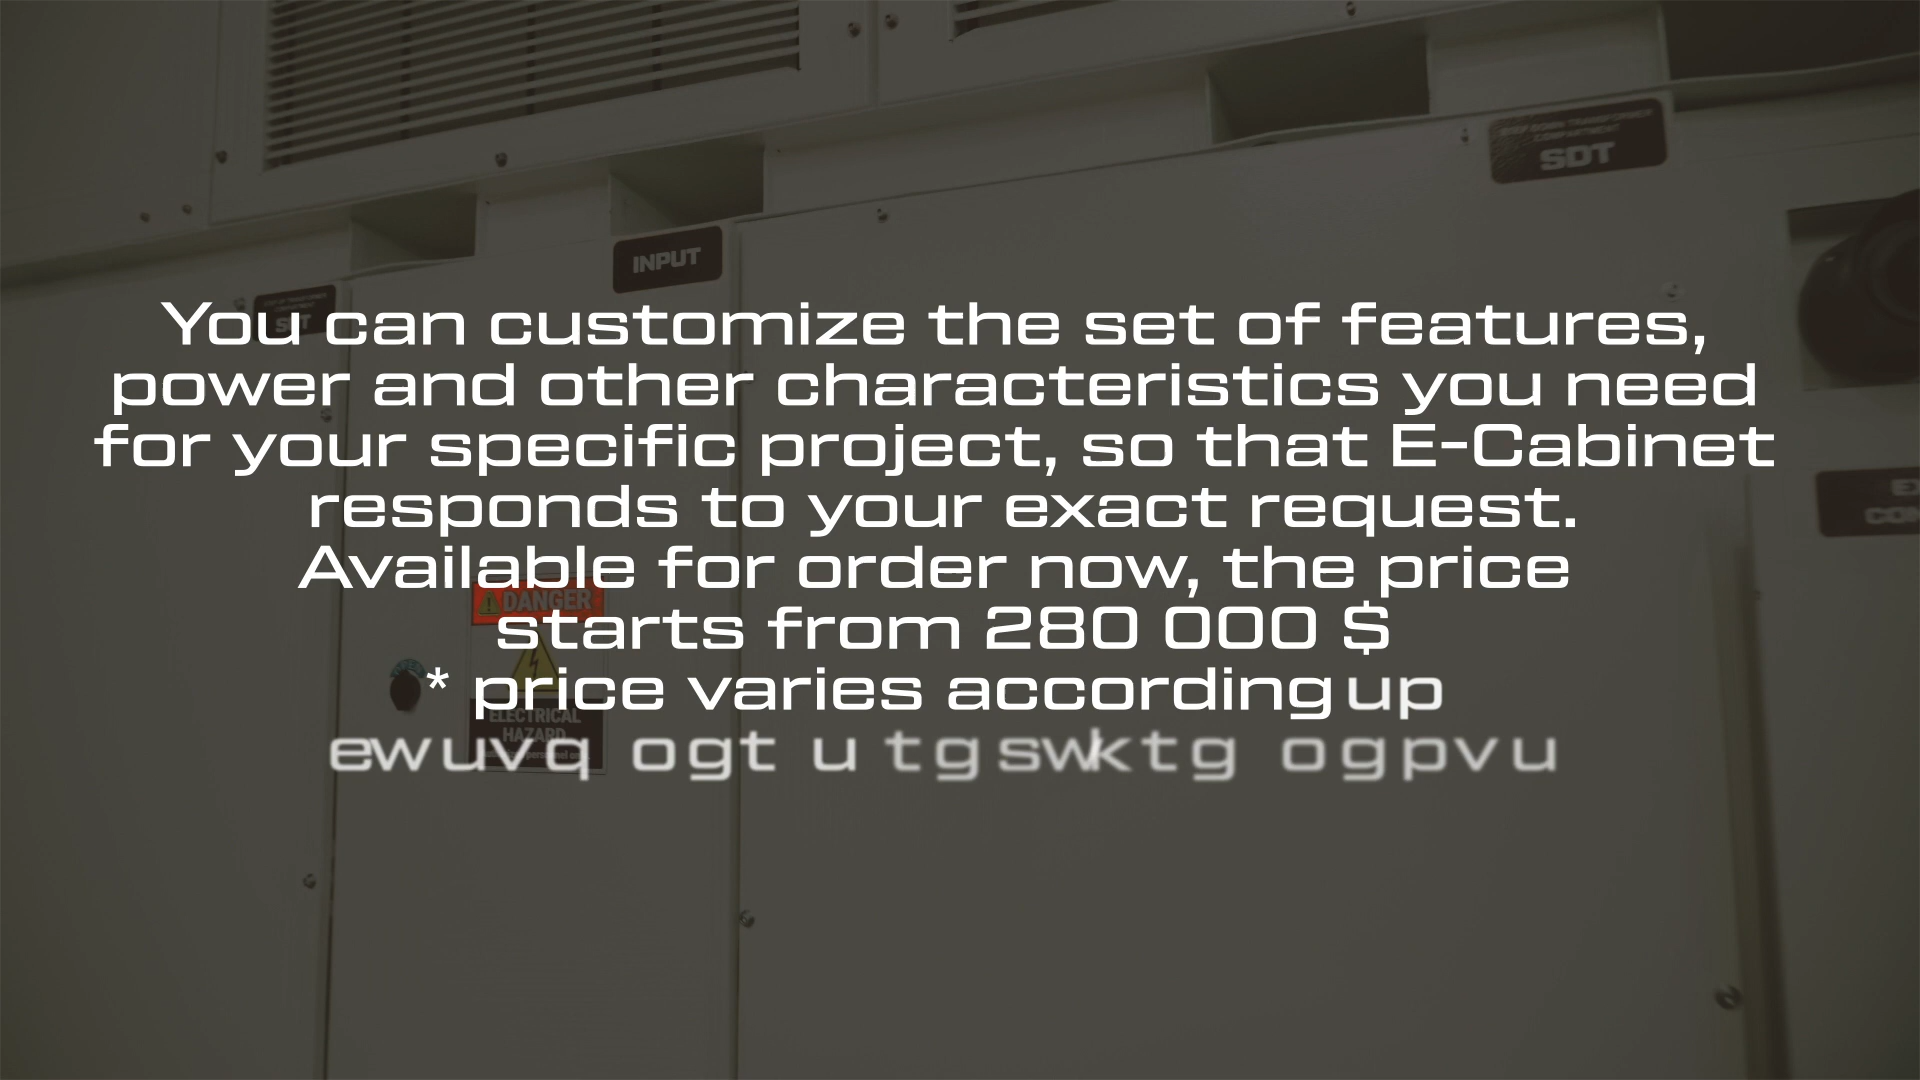 SDT
INPUT
You can customize the set of features,
power and other characteristics you need
for your specific project, so that E-Cabinet
responds to your exact request.
Available for order now, the price
starts from 280 000 $
* price varies according up
ewuvq ogt u tgswktg ogpvu
DANGER
ELECTRICAL
HAZARD